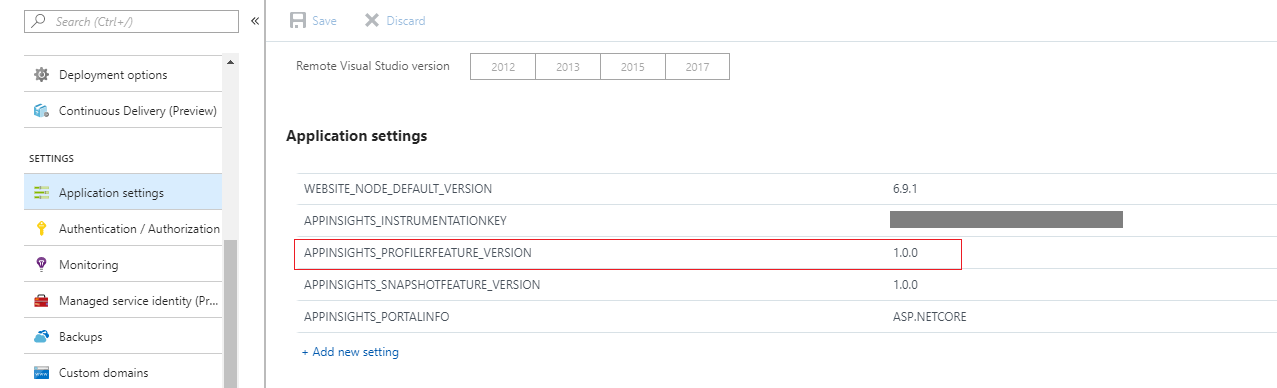 Search (Ctrl+/)
«
Deployment options
Continuous Delivery (Preview)
SETTINGS
Application settings
Authentication / Authorization
Monitoring
Managed service identity (Pr...
Backups
Custom domains
Save Discard
Remote Visual Studio version 2012 2013 2015 2017
Application settings
WEBSITE_NODE_DEFAULT_VERSION 6.9.1
APPINSIGHTS_INSTRUMENTATIONKEY
APPINSIGHTS_PROFILERFEATURE_VERSION 1.0.0
APPINSIGHTS_SNAPSHOTFEATURE_VERSION 1.0.0
APPINSIGHTS_PORTALINFO ASP.NETCORE
+ Add new setting